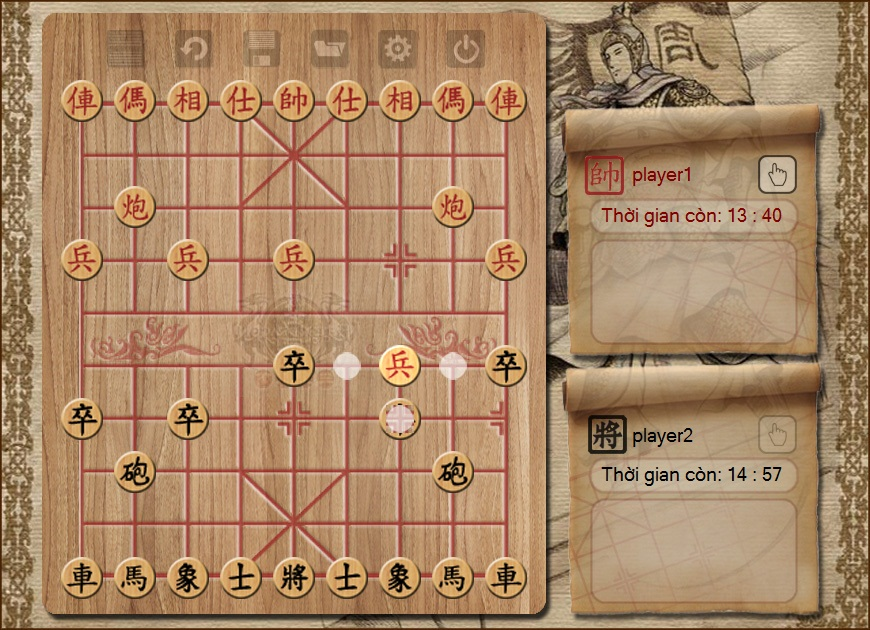 俥傌相仕帥仕相傌俥
炮炮
兵兵兵兵
卒兵卒
卒卒
砲砲
車馬象士將士象馬車
周
帥 player1
Thời gian còn: 13 : 40
將 player2
Thời gian còn: 14 : 57